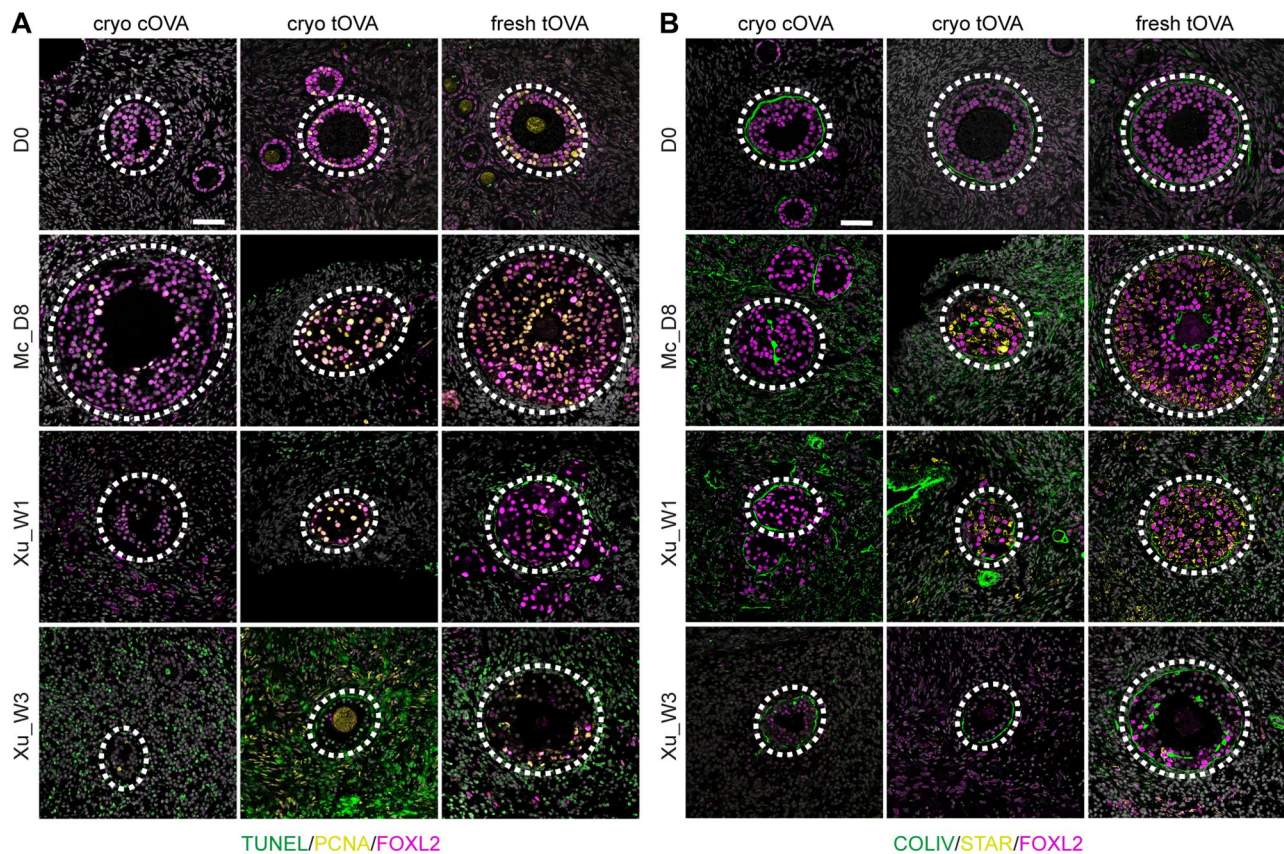 A cryo cOVA cryo tOVA fresh tOVA
B cryo cOVA cryo tOVA fresh tOVA
D0
Mc_D8
Xu_W1
Xu_W3
D0
Mc_D8
Xu_W1
Xu_W3
TUNEL/PCNA/FOXL2
COLIV/STAR/FOXL2